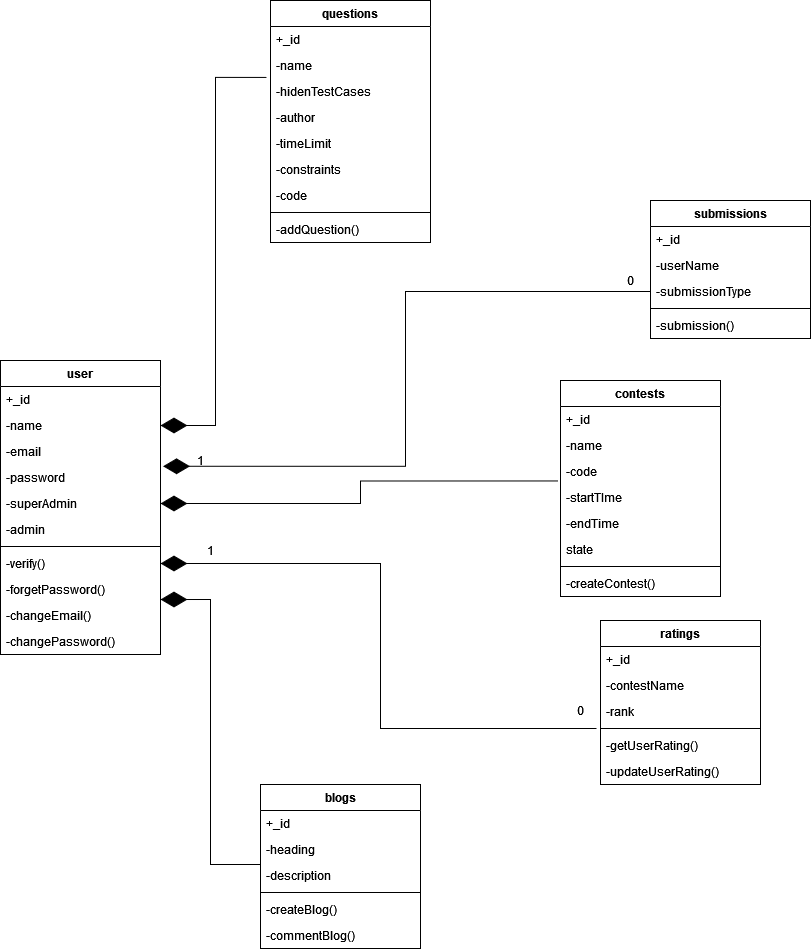 questions
+_id
-name
-hidenTestCases
-author
-timeLimit
-constraints
-code
-addQuestion()
submissions
+_id
-userName
-submissionType
-submission()
0
user
+_id
-name
-email
-password
-superAdmin
-admin
-verify()
-forgetPassword()
-changeEmail()
-changePassword()
1
1
contests
+_id
-name
-code
-startTIme
-endTime
state
-createContest()
ratings
+_id
-contestName
-rank
-getUserRating()
-updateUserRating()
0
blogs
+_id
-heading
-description
-createBlog()
-commentBlog()